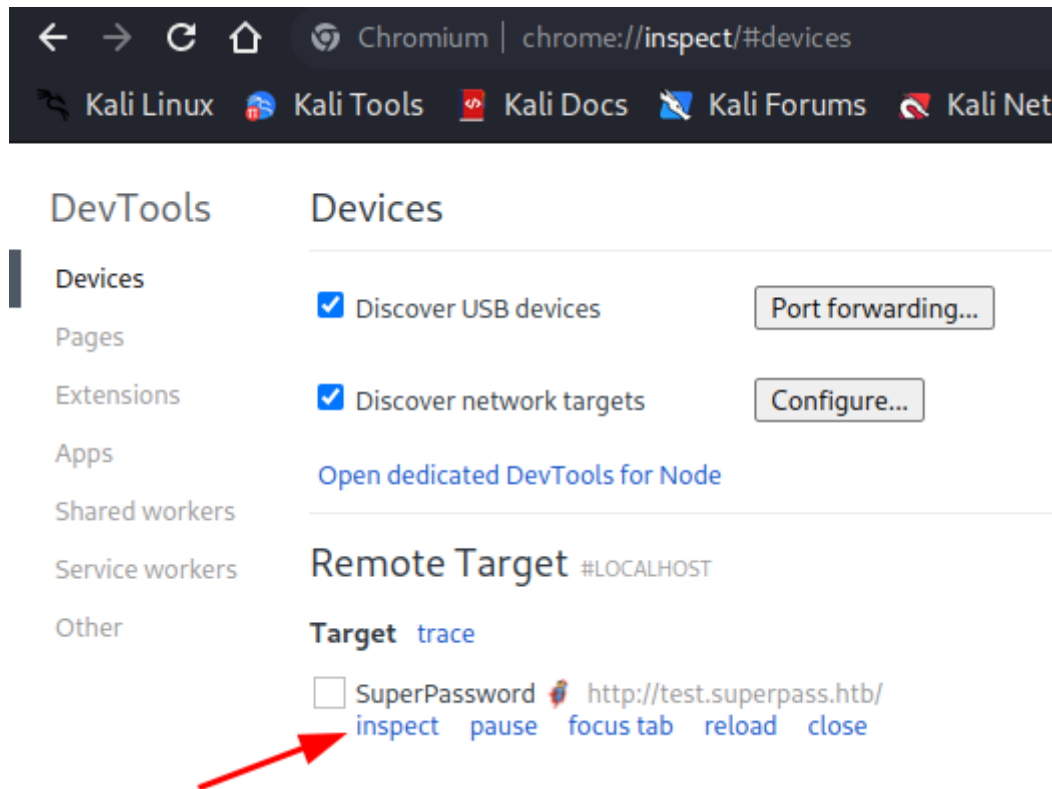 Chromium | chrome://inspect/#devices
Kali Linux Kali Tools Kali Docs Kali Forums Kali Net
DevTools
Devices
Pages
Extensions
Apps
Shared workers
Service workers
Other
Devices
Discover USB devices Port forwarding...
Discover network targets Configure...
Open dedicated DevTools for Node
Remote Target #LOCALHOST
Target trace
SuperPassword http://test.superpass.htb/
inspect pause focus tab reload close